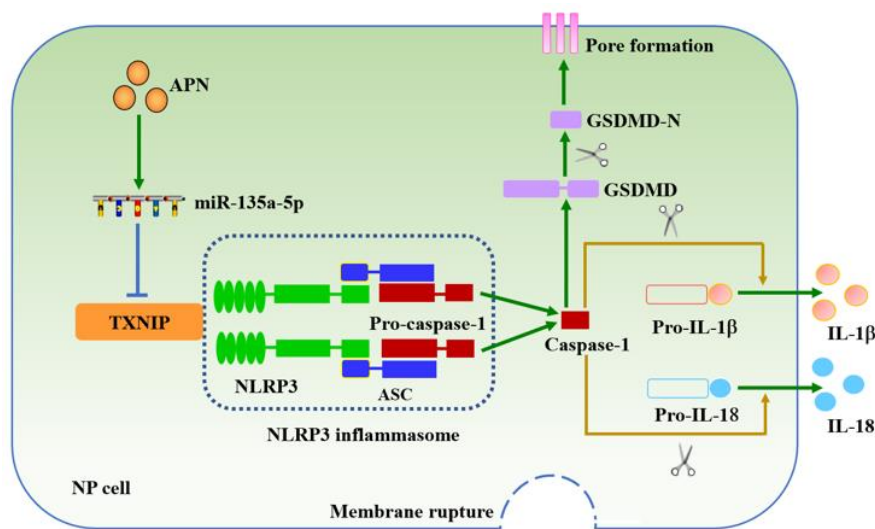 Pore formation
APN
GSDMD-N
GSDMD
miR-135a-5p
TXNIP
Pro-caspase-1
Caspase-1
Pro-IL-1β
IL-1β
NLRP3
ASC
Pro-IL-18
IL-18
NLRP3 inflammasome
NP cell
Membrane rupture